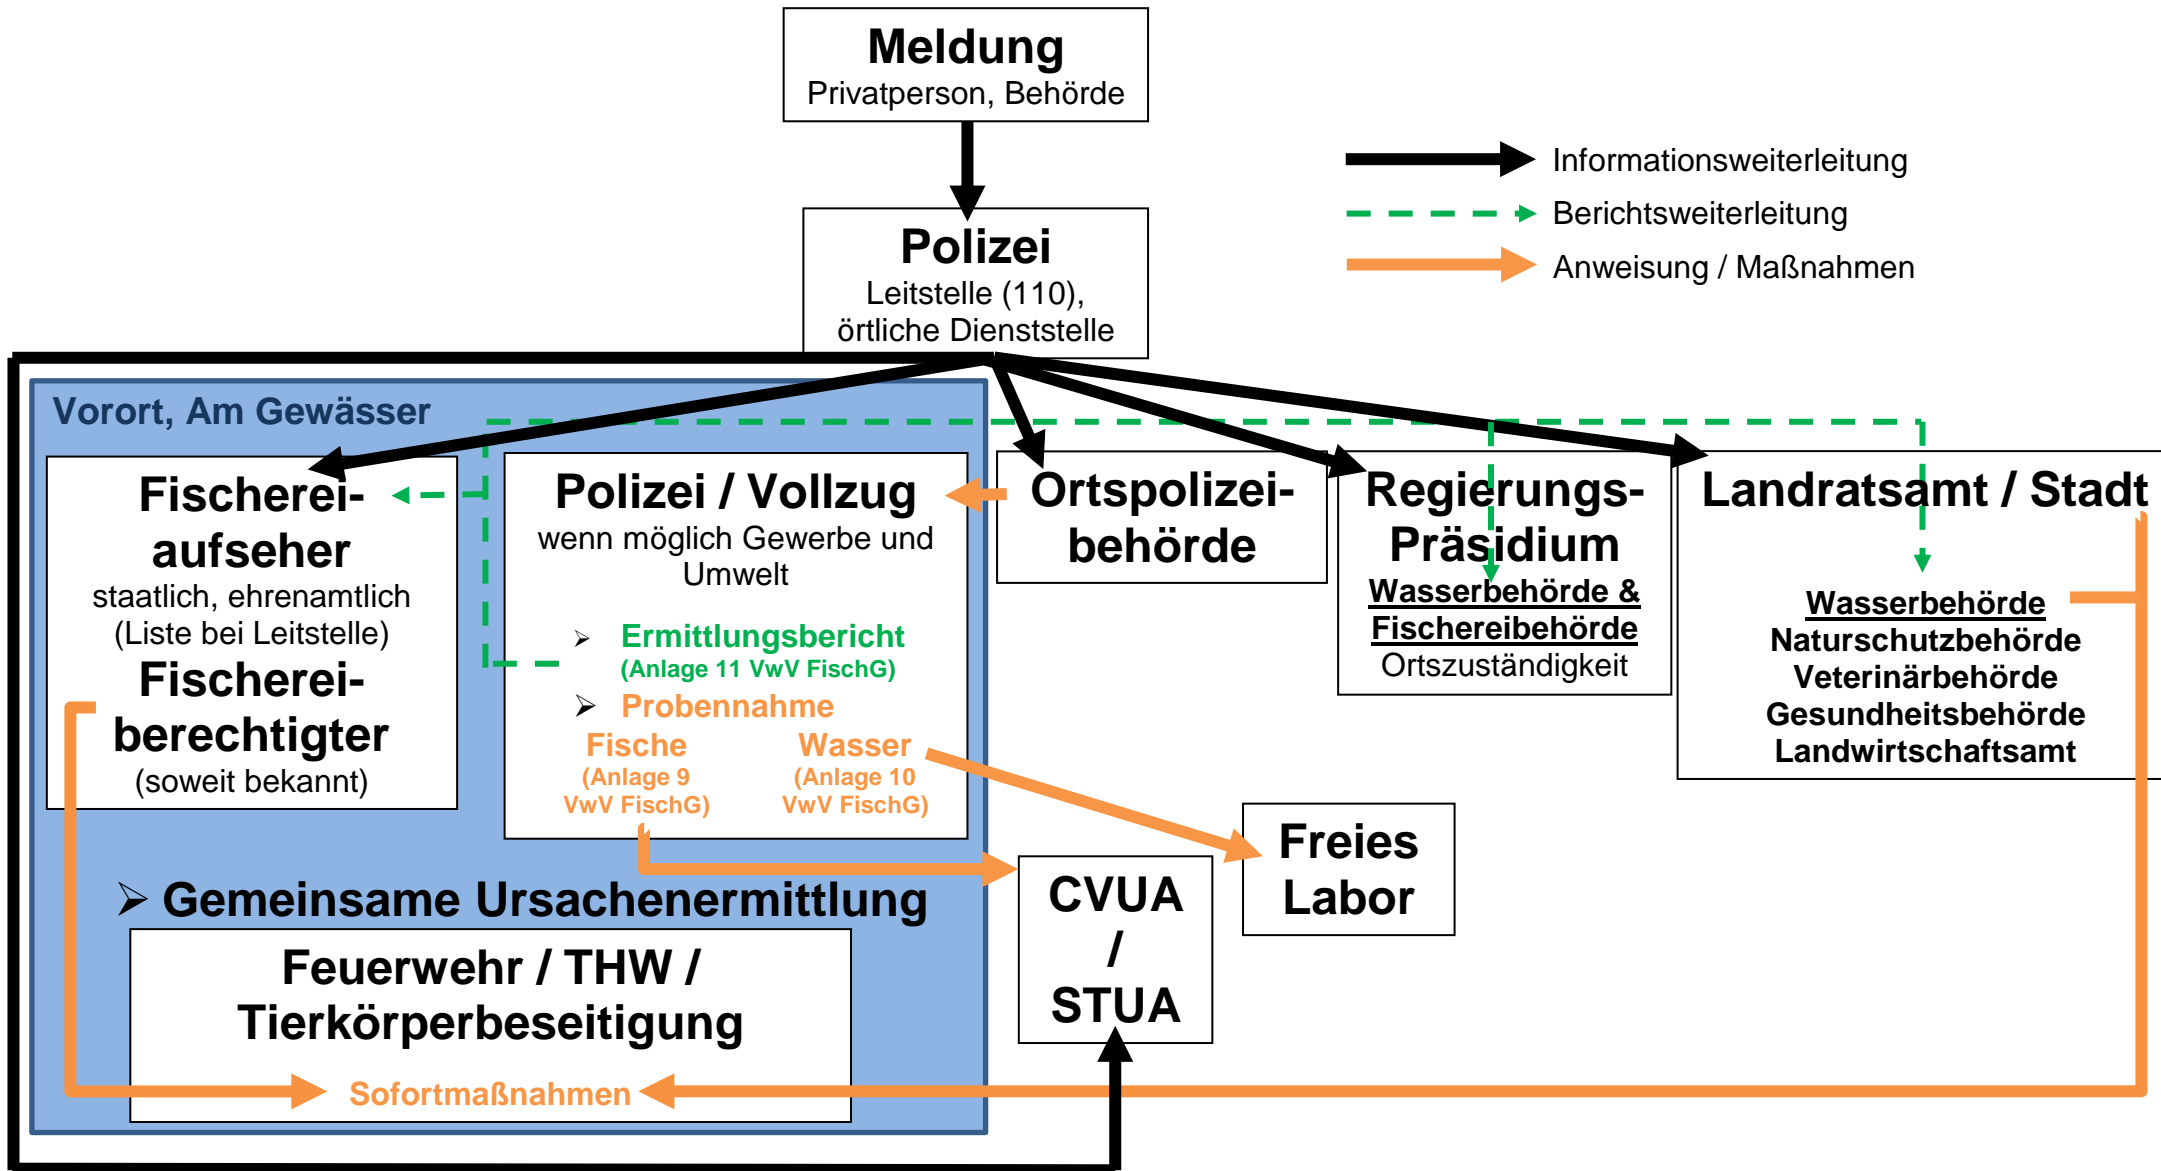 Meldung
Privatperson, Behörde
Informationsweiterleitung
Berichtsweiterleitung
Anweisung / Maßnahmen
Polizei
Leitstelle (110),
örtliche Dienststelle
Vorort, Am Gewässer
Fischerei-
aufseher
staatlich, ehrenamtlich
(Liste bei Leitstelle)
Fischerei-
berechtigter
(soweit bekannt)
Polizei / Vollzug
wenn möglich Gewerbe und
Umwelt
➢ Ermittlungsbericht
(Anlage 11 VwV FischG)
➢ Probennahme
Fische
(Anlage 9
VwV FischG)
Wasser
(Anlage 10
VwV FischG)
Ortspolizei-
behörde
Regierungs-
Präsidium
Wasserbehörde &
Fischereibehörde
Ortszuständigkeit
Landratsamt / Stadt
Wasserbehörde
Naturschutzbehörde
Veterinärbehörde
Gesundheitsbehörde
Landwirtschaftsamt
Freies
Labor
CVUA
/
STUA
➢ Gemeinsame Ursachenermittlung
Feuerwehr / THW /
Tierkörperbeseitigung
Sofortmaßnahmen